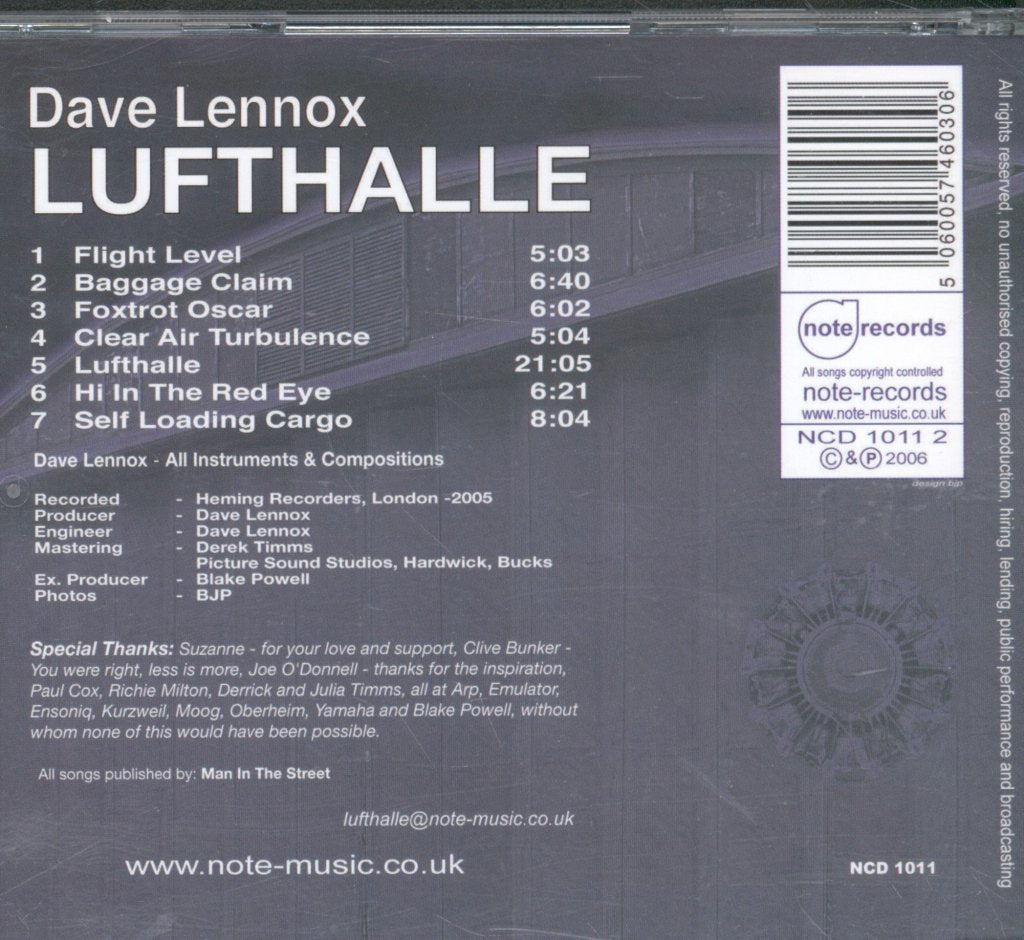 Dave Lennox
LUFTHALLE
1 Flight Level 5:03
2 Baggage Claim 6:40
3 Foxtrot Oscar 6:02
4 Clear Air Turbulence 5:04
5 Lufthalle 21:05
6 Hi In The Red Eye 6:21
7 Self Loading Cargo 8:04
Dave Lennox - All Instruments & Compositions
Recorded - Heming Recorders, London -2005
Producer - Dave Lennox
Engineer - Dave Lennox
Mastering - Derek Timms
Picture Sound Studios, Hardwick, Bucks
Ex. Producer - Blake Powell
Photos - BJP
Special Thanks: Suzanne - for your love and support, Clive Bunker -
You were right, less is more, Joe O'Donnell - thanks for the inspiration,
Paul Cox, Richie Milton, Derrick and Julia Timms, all at Arp, Emulator,
Ensoniq, Kurzweil, Moog, Oberheim, Yamaha and Blake Powell, without
whom none of this would have been possible.
All songs published by: Man In The Street
lufthalle@note-music.co.uk
www.note-music.co.uk
5 060057 460306
note records
All songs copyright controlled
note-records
www.note-music.co.uk
NCD 1011 2
©&℗ 2006
design bjp
NCD 1011
All rights reserved, no unauthorised copying, reproduction, hiring, lending, public performance and broadcasting